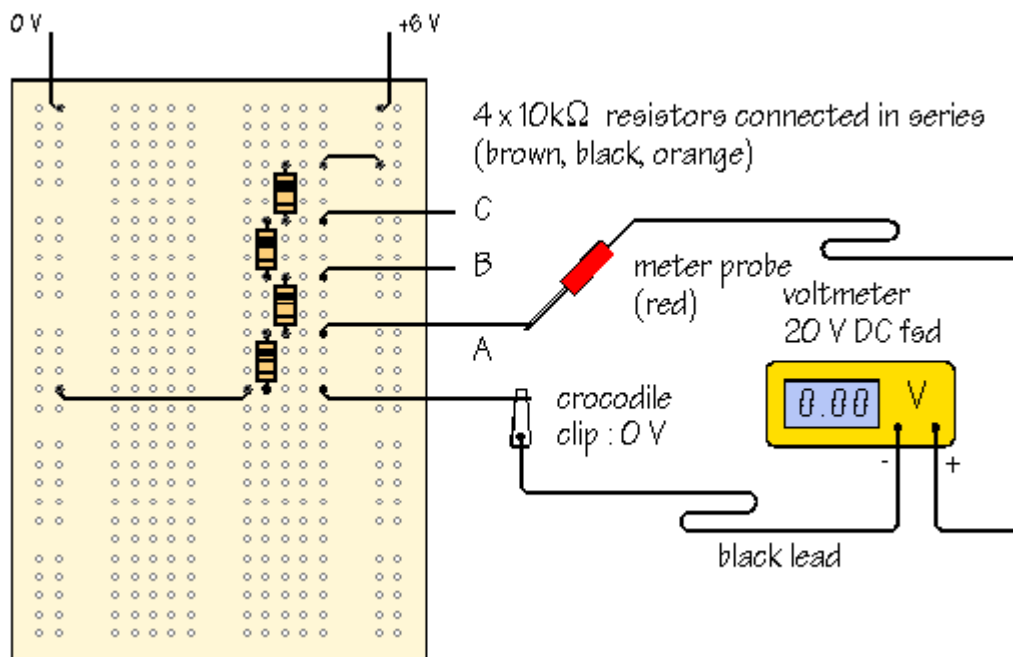 0 V
+6 V
4 x 10kΩ resistors connected in series
(brown, black, orange)
C
B
meter probe
(red)
voltmeter
20 V DC fsd
A
0.00 V
- +
crocodile
clip : 0 V
black lead